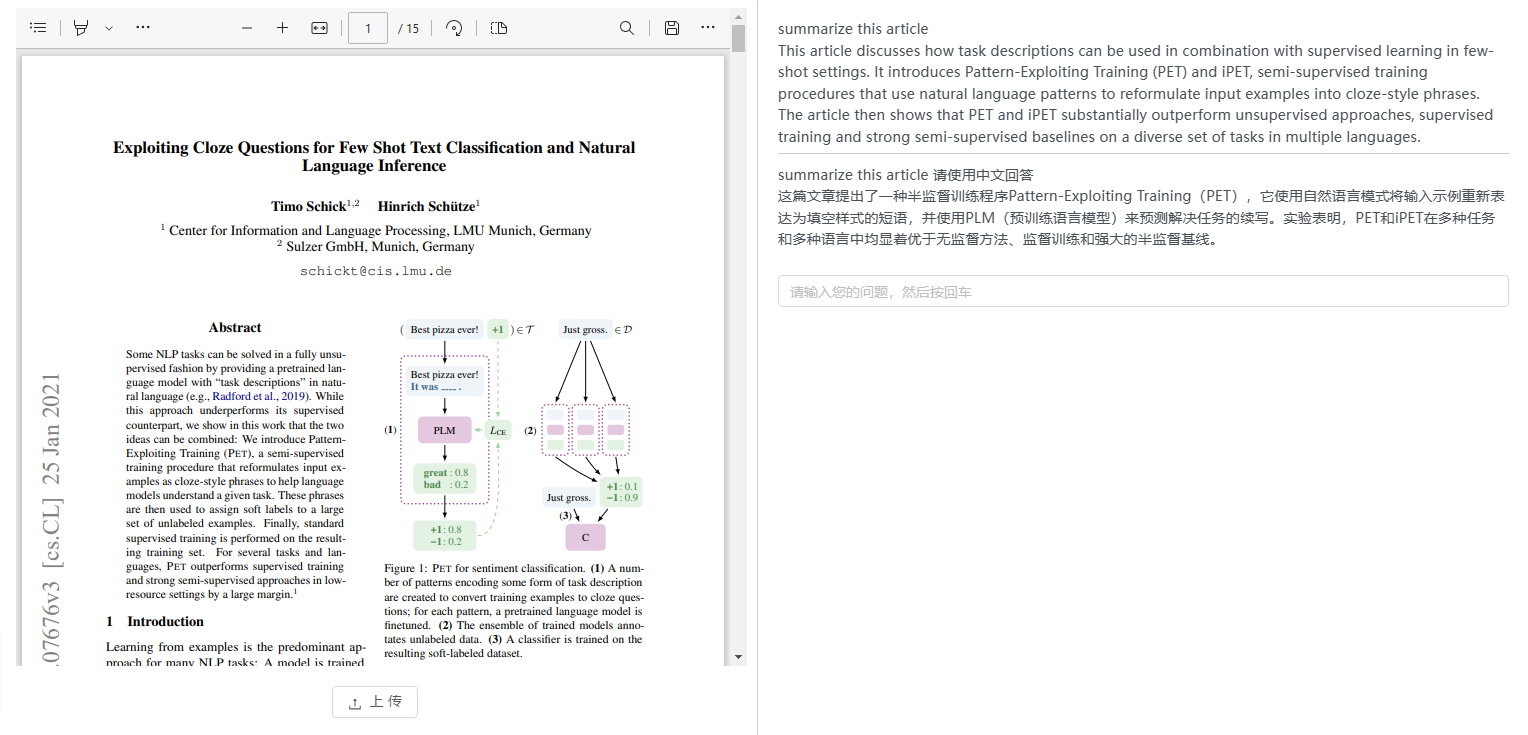 1 / 15
Exploiting Cloze Questions for Few Shot Text Classification and Natural
Language Inference
Timo Schick1,2 Hinrich Schütze1
1 Center for Information and Language Processing, LMU Munich, Germany
2 Sulzer GmbH, Munich, Germany
schickt@cis.lmu.de
.07676v3 [cs.CL] 25 Jan 2021
Abstract
Some NLP tasks can be solved in a fully unsu-
pervised fashion by providing a pretrained lan-
guage model with “task descriptions” in natu-
ral language (e.g., Radford et al., 2019). While
this approach underperforms its supervised
counterpart, we show in this work that the two
ideas can be combined: We introduce Pattern-
Exploiting Training (PET), a semi-supervised
training procedure that reformulates input ex-
amples as cloze-style phrases to help language
models understand a given task. These phrases
are then used to assign soft labels to a large
set of unlabeled examples. Finally, standard
supervised training is performed on the result-
ing training set. For several tasks and lan-
guages, PET outperforms supervised training
and strong semi-supervised approaches in low-
resource settings by a large margin.1
1 Introduction
Learning from examples is the predominant ap-
proach for many NLP tasks: A model is trained
( Best pizza ever! +1 ) ∈ T
Just gross. ∈ D
Best pizza ever!
It was ____ .
(1)
PLM
LCE
(2)
great : 0.8
bad : 0.2
+1 : 0.1
−1 : 0.9
Just gross.
(3)
+1 : 0.8
−1 : 0.2
C
Figure 1: PET for sentiment classification. (1) A num-
ber of patterns encoding some form of task description
are created to convert training examples to cloze ques-
tions; for each pattern, a pretrained language model is
finetuned. (2) The ensemble of trained models anno-
tates unlabeled data. (3) A classifier is trained on the
resulting soft-labeled dataset.
上 传
summarize this article
This article discusses how task descriptions can be used in combination with supervised learning in few-
shot settings. It introduces Pattern-Exploiting Training (PET) and iPET, semi-supervised training
procedures that use natural language patterns to reformulate input examples into cloze-style phrases.
The article then shows that PET and iPET substantially outperform unsupervised approaches, supervised
training and strong semi-supervised baselines on a diverse set of tasks in multiple languages.
summarize this article 请使用中文回答
这篇文章提出了一种半监督训练程序Pattern-Exploiting Training（PET），它使用自然语言模式将输入示例重新表
达为填空样式的短语，并使用PLM（预训练语言模型）来预测解决任务的续写。实验表明，PET和iPET在多种任务
和多种语言中均显着优于无监督方法、监督训练和强大的半监督基线。
请输入您的问题，然后按回车